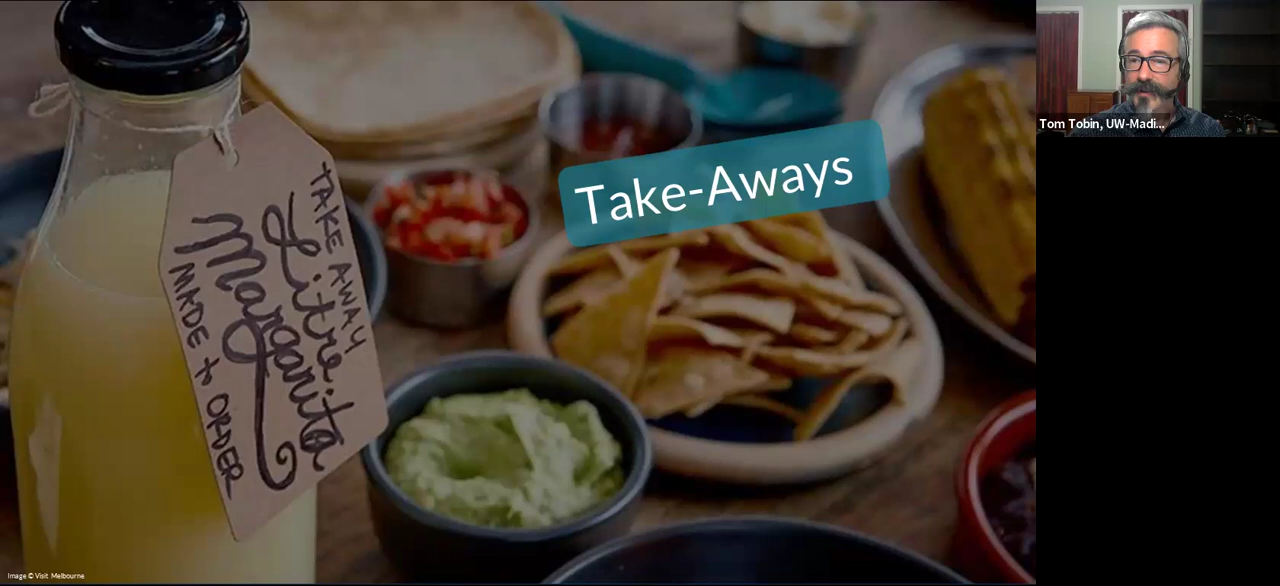 Take-Aways
TAKE AWAY
Litre
Margarita
MADE to ORDER
Tom Tobin, UW-Madi...
Image © Visit Melbourne